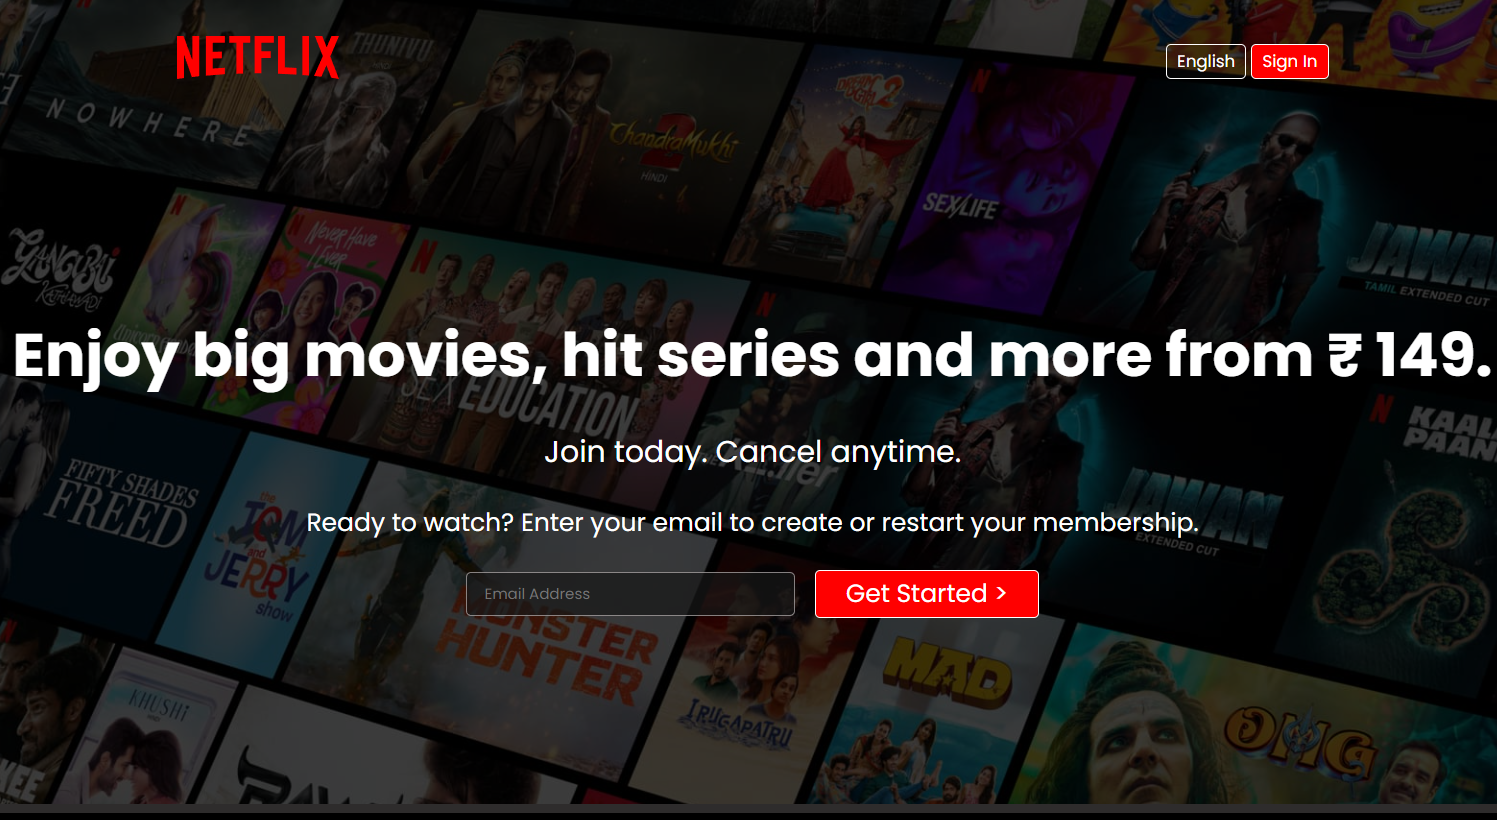 NETFLIX
English
Sign In
THUNIVU
NOWHERE
ChandraMukhi
2
HINDI
DREAM GIRL 2
SEX/LIFE
JAWAN
TAMIL EXTENDED CUT
GANGUBAI
KATHIAWADI
Never Have
I Ever
Enjoy big movies, hit series and more from ₹ 149.
SEX EDUCATION
KAALA
PAANI
Join today. Cancel anytime.
FIFTY SHADES
FREED
the
TOM
and
JERRY
show
JAWAN
EXTENDED CUT
Ready to watch? Enter your email to create or restart your membership.
Email Address
Get Started >
MONSTER
HUNTER
MAD
KHUSHI
IRUGAPATRU
OMG